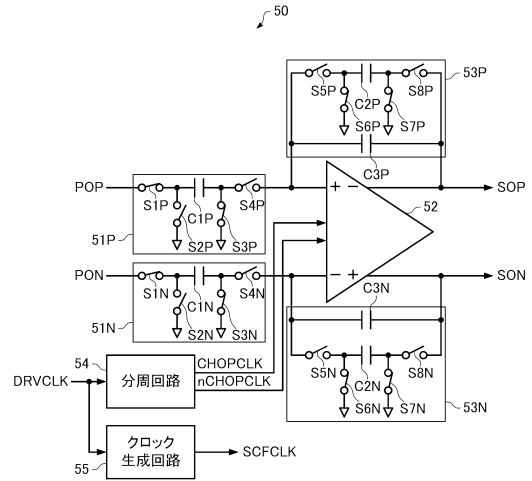 50
S5P
C2P
S8P
53P
S6P
S7P
C3P
POP
S1P
C1P
S4P
SOP
52
S2P
S3P
51P
PON
S1N
C1N
S4N
SON
C3N
51N
S2N
S3N
S5N
C2N
S8N
54
分周回路
CHOPCLK
nCHOPCLK
DRVCLK
S6N
S7N
53N
クロック
生成回路
SCFCLK
55